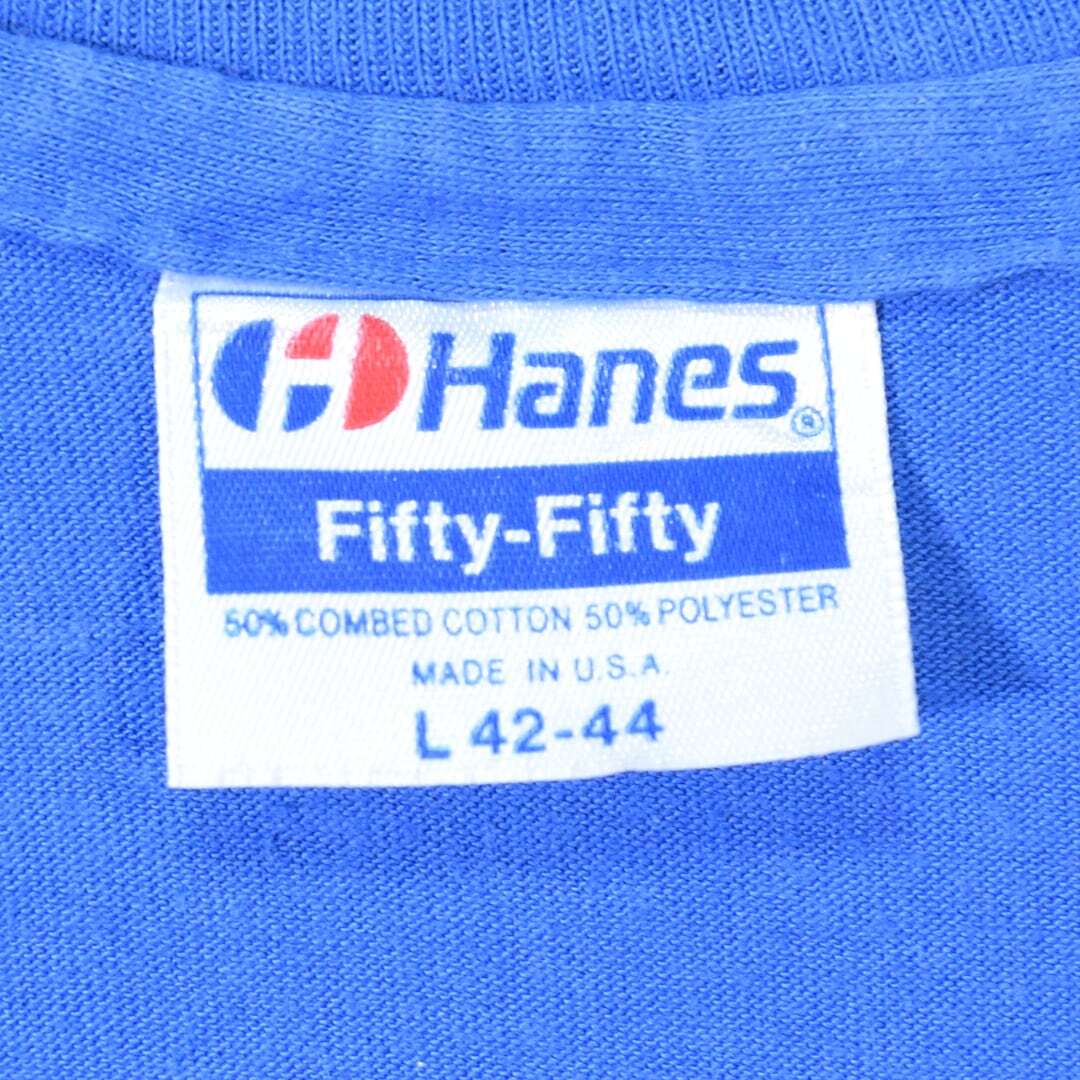 Hanes®
Fifty-Fifty
50% COMBED COTTON 50% POLYESTER
MADE IN U.S.A.
L 42-44